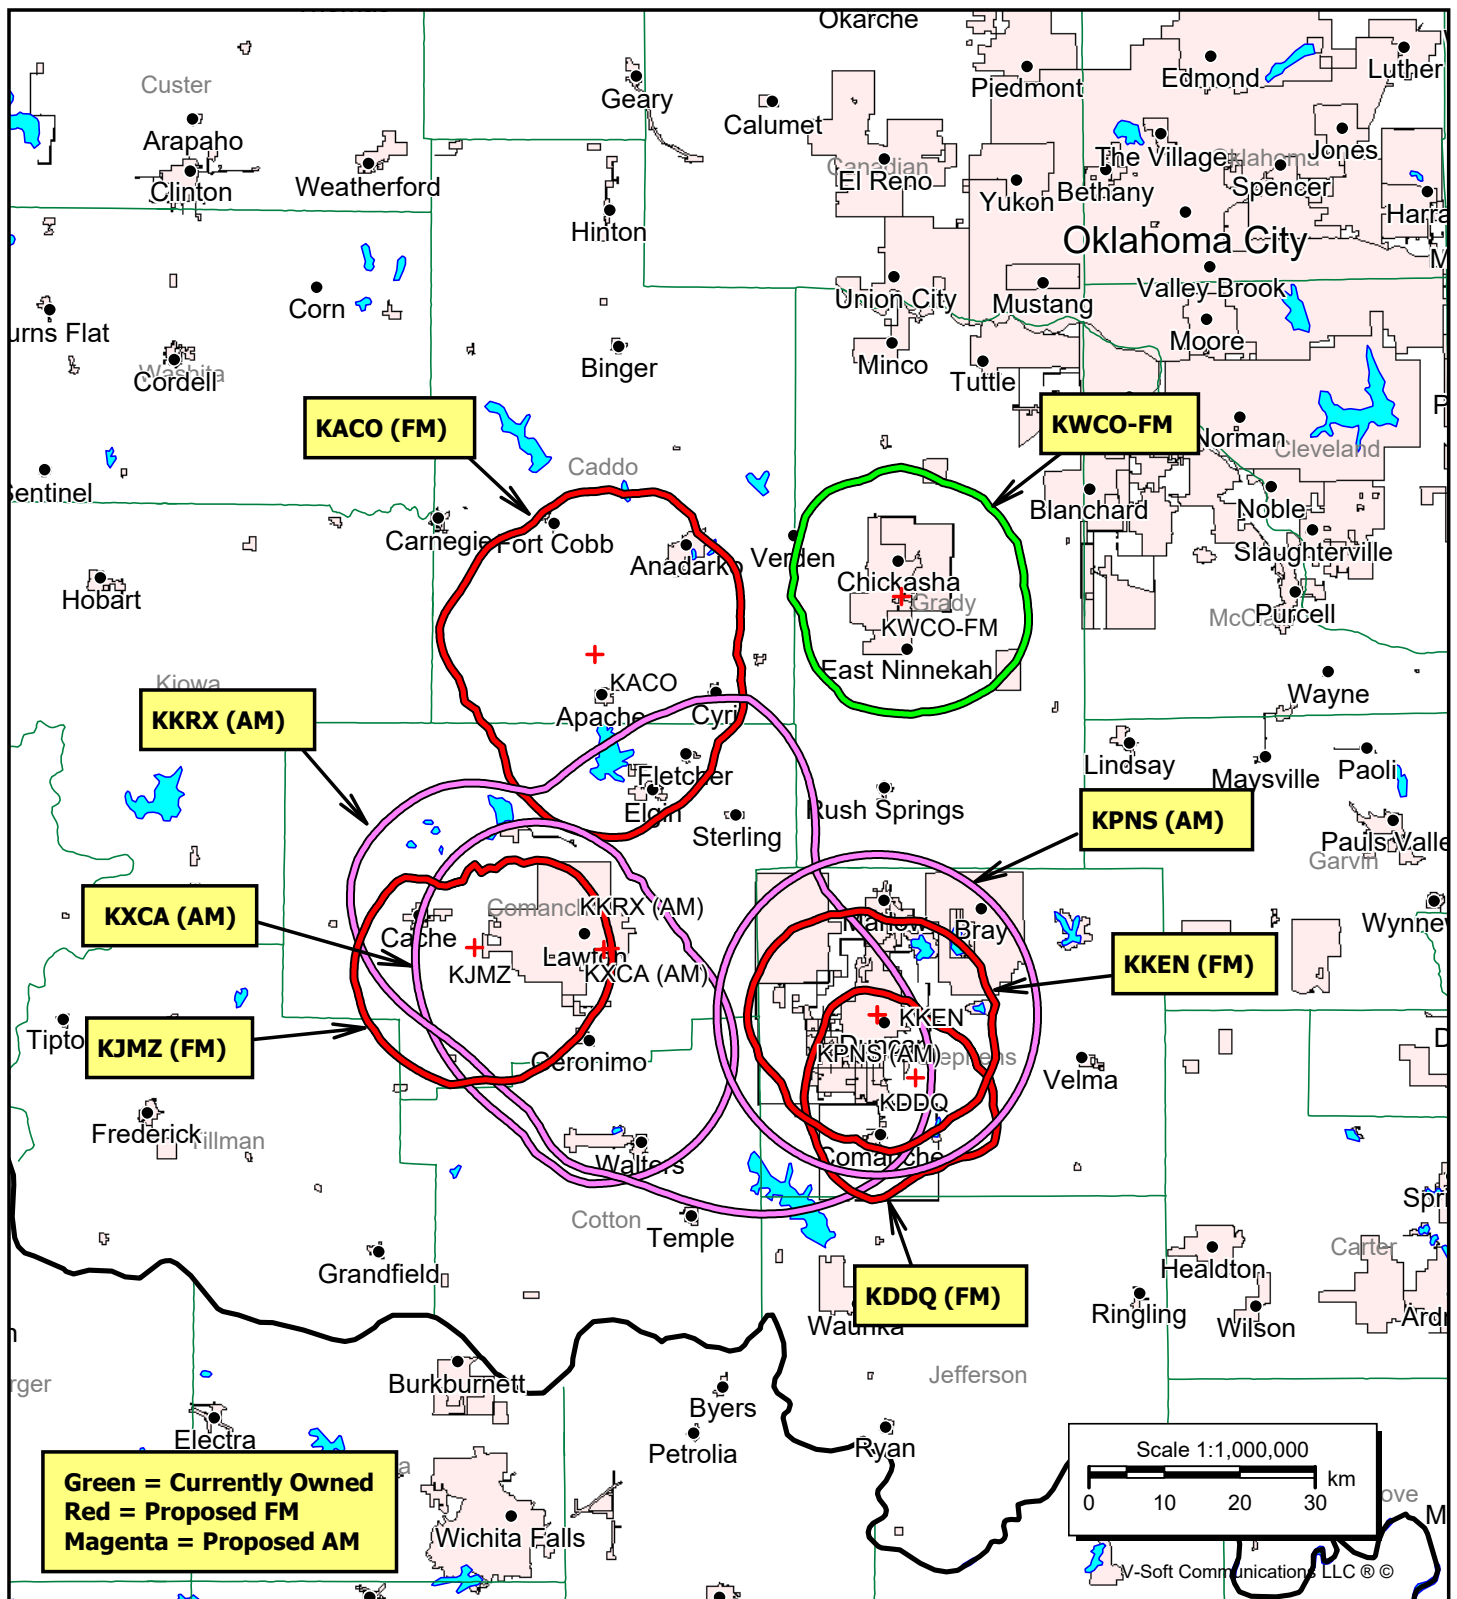 Okarche
Custer
Geary
Piedmont
Edmond
Luther
Calumet
Arapaho
Clinton
Weatherford
Canadian
El Reno
The Village
Jones
Yukon
Bethany
Spencer
Hinton
Oklahoma City
Union City
Mustang
Valley Brook
Corn
Moore
Minco
Tuttle
Binger
Cordell
KACO (FM)
KWCO-FM
Norman
Cleveland
Caddo
Blanchard
Noble
Carnegie
Fort Cobb
Anadarko
Verden
Slaughterville
Hobart
Chickasha
Grady
Purcell
KWCO-FM
East Ninnekah
KACO
Apache
Kiowa
Wayne
KKRX (AM)
Lindsay
Maysville
Paoli
Fletcher
Elgin
Sterling
Rush Springs
KPNS (AM)
Garvin
KXCA (AM)
KKRX (AM)
Cache
Lawton
KJMZ
KXCA (AM)
Marlow
Bray
KKEN (FM)
KKEN
Duncan
KPNS (AM)
KJMZ (FM)
Geronimo
Velma
KDDQ
Frederick
Tillman
Walters
Comanche
Cotton
Temple
Grandfield
Healdton
Carter
KDDQ (FM)
Ringling
Wilson
Waurika
Jefferson
Burkburnett
Byers
Electra
Petrolia
Ryan
Green = Currently Owned
Red = Proposed FM
Magenta = Proposed AM
Wichita Falls
Scale 1:1,000,000
km
0 10 20 30
V-Soft Communications LLC ® ©